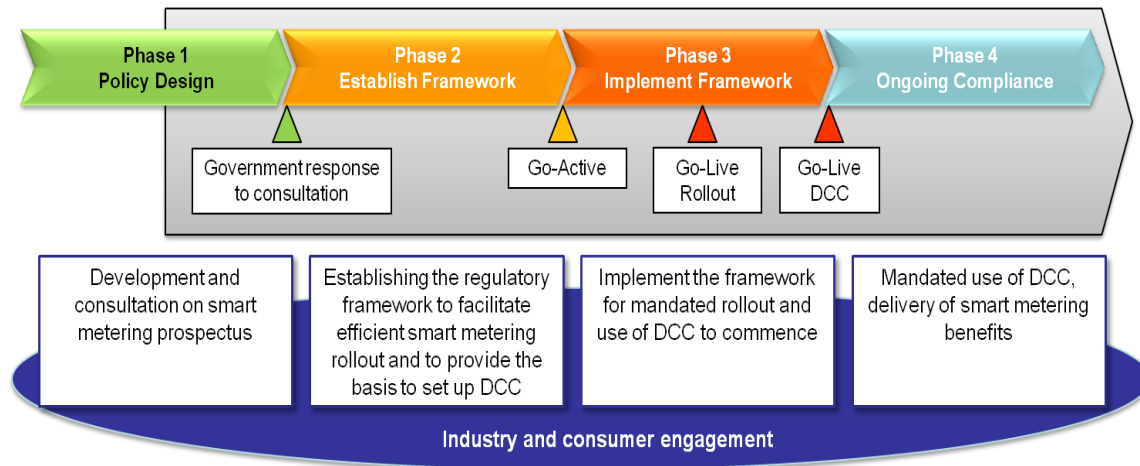 Phase 1
Policy Design
Phase 2
Establish Framework
Phase 3
Implement Framework
Phase 4
Ongoing Compliance
Government response
to consultation
Go-Active
Go-Live
Rollout
Go-Live
DCC
Development and
consultation on smart
metering prospectus
Establishing the regulatory
framework to facilitate
efficient smart metering
rollout and to provide the
basis to set up DCC
Implement the framework
for mandated rollout and
use of DCC to commence
Mandated use of DCC,
delivery of smart metering
benefits
Industry and consumer engagement